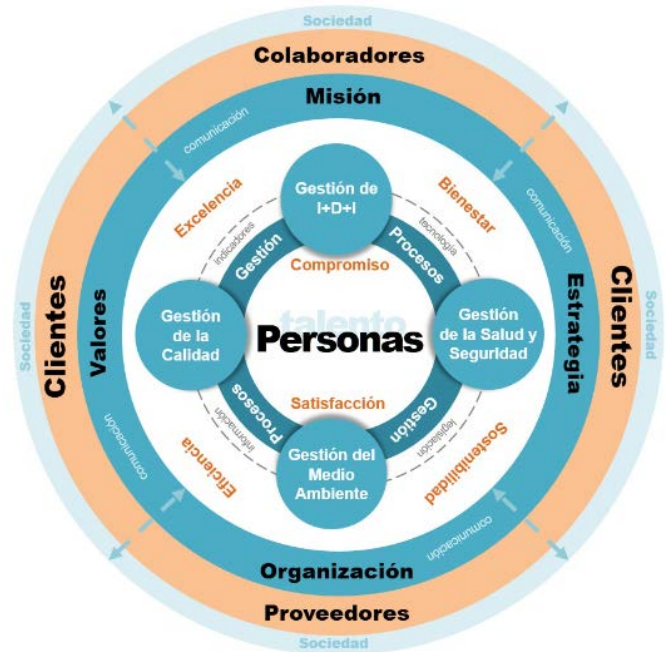 Sociedad
Colaboradores
Misión
comunicación
comunicación
Excelencia
Gestión de
I+D+I
Bienestar
indicadores
tecnología
Gestión
Procesos
Compromiso
Sociedad
Clientes
Valores
Gestión
de la
Calidad
talento
Personas
Gestión
de la Salud y
Seguridad
Estrategia
Clientes
Sociedad
Satisfacción
Procesos
Gestión
información
legislación
Eficiencia
Gestión del
Medio
Ambiente
Sostenibilidad
comunicación
comunicación
Organización
Proveedores
Sociedad